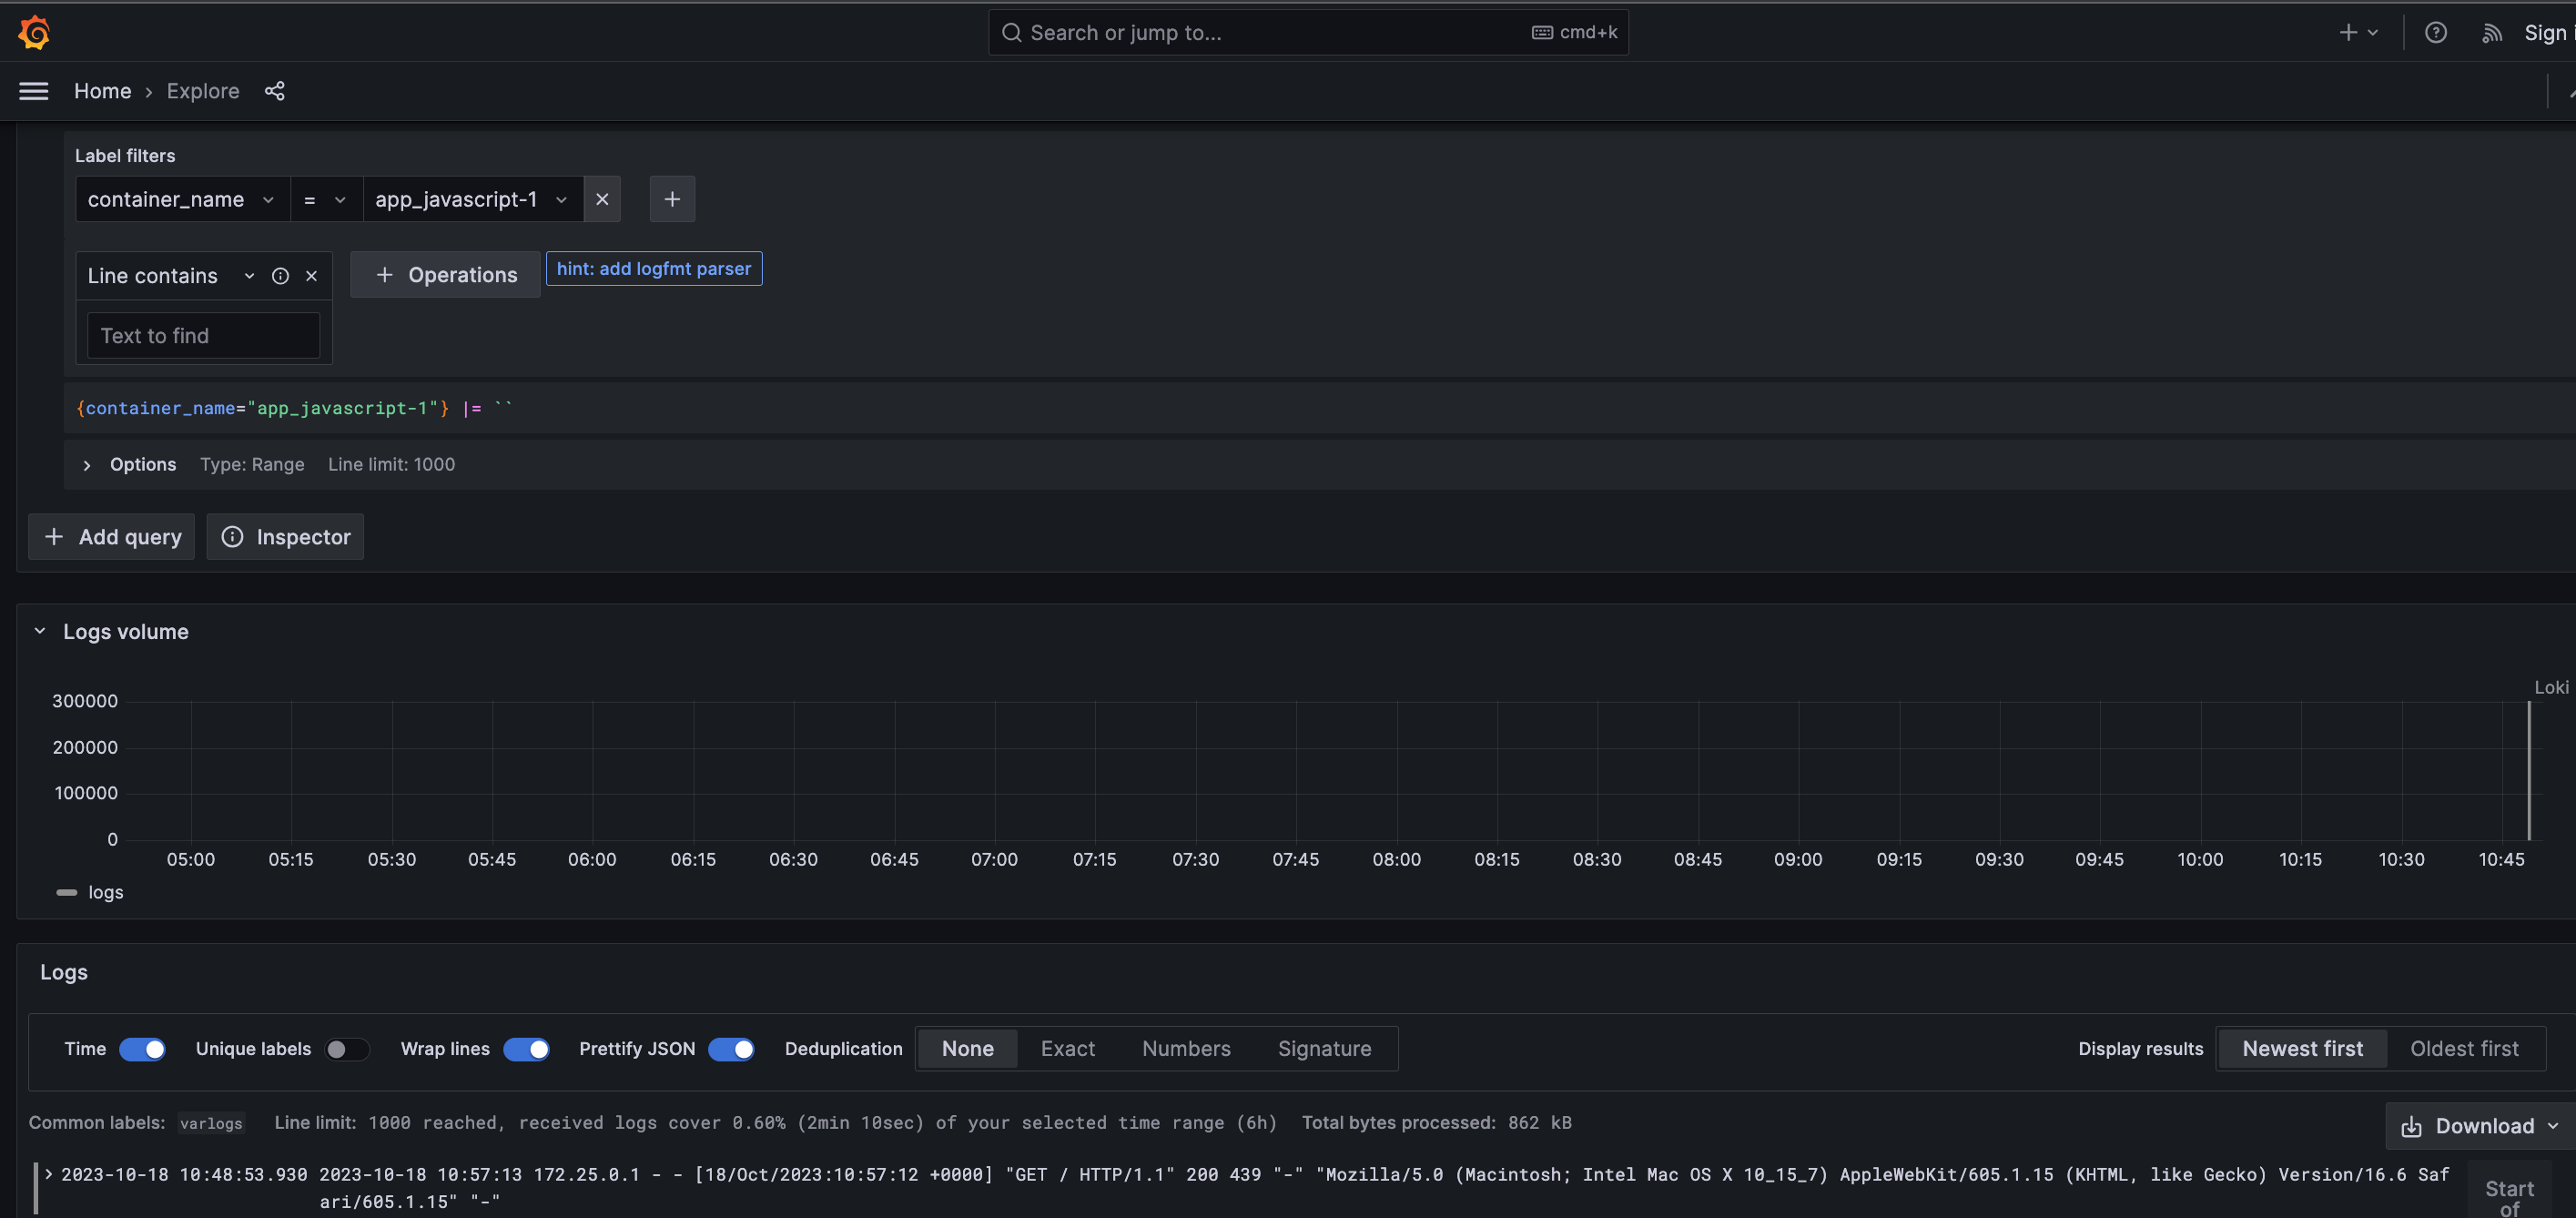 Search or jump to...
cmd+k
Sign i
Home
Explore
Label filters
container_name
=
app_javascript-1
Line contains
Operations
hint: add logfmt parser
Text to find
{container_name="app_javascript-1"} |= ``
Options Type: Range Line limit: 1000
Add query
Inspector
Logs volume
Loki
300000
200000
100000
0
05:00 05:15 05:30 05:45 06:00 06:15 06:30 06:45 07:00 07:15 07:30 07:45 08:00 08:15 08:30 08:45 09:00 09:15 09:30 09:45 10:00 10:15 10:30 10:45
logs
Logs
Time Unique labels Wrap lines Prettify JSON Deduplication None Exact Numbers Signature Display results Newest first Oldest first
Common labels: varlogs Line limit: 1000 reached, received logs cover 0.60% (2min 10sec) of your selected time range (6h) Total bytes processed: 862 kB
Download
2023-10-18 10:48:53.930 2023-10-18 10:57:13 172.25.0.1 - - [18/Oct/2023:10:57:12 +0000] "GET / HTTP/1.1" 200 439 "-" "Mozilla/5.0 (Macintosh; Intel Mac OS X 10_15_7) AppleWebKit/605.1.15 (KHTML, like Gecko) Version/16.6 Saf
ari/605.1.15" "-"
Start
of